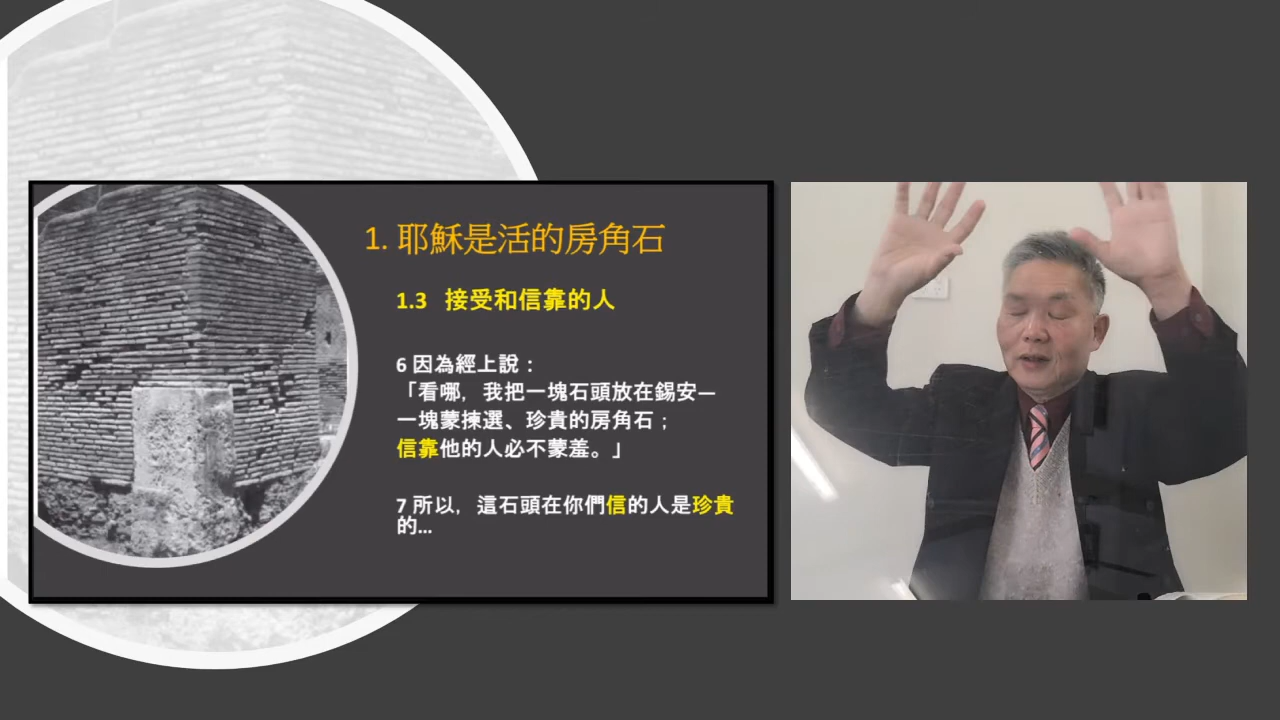 1. 耶穌是活的房角石
1.3 接受和信靠的人
6 因為經上說：
「看哪，我把一塊石頭放在錫安—
一塊蒙揀選、珍貴的房角石；
信靠他的人必不蒙羞。」
7 所以，這石頭在你們信的人是珍貴
的...